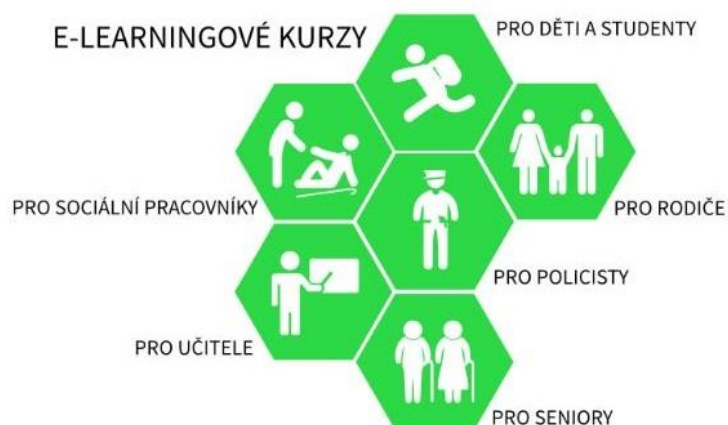 E-LEARNINGOVÉ KURZY
PRO DĚTI A STUDENTY
PRO SOCIÁLNÍ PRACOVNÍKY
PRO RODIČE
PRO POLICISTY
PRO UČITELE
PRO SENIORY